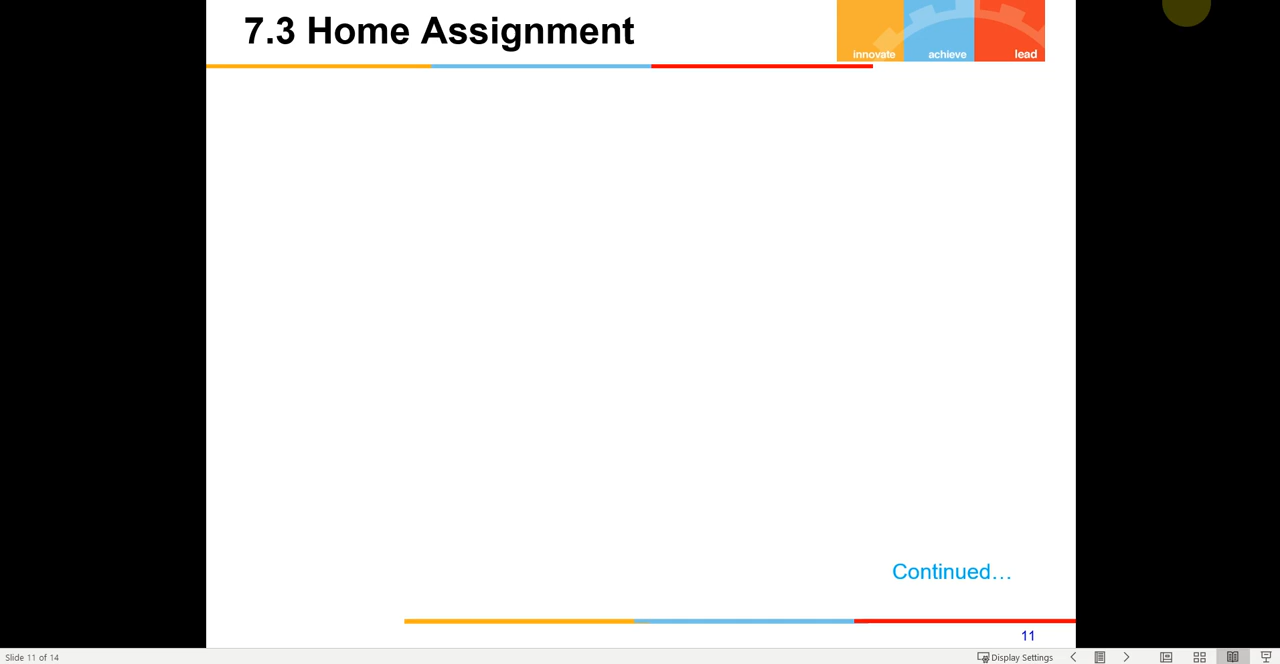 7.3 Home Assignment
innovate achieve lead
Continued…
11
Slide 11 of 14 Display Settings